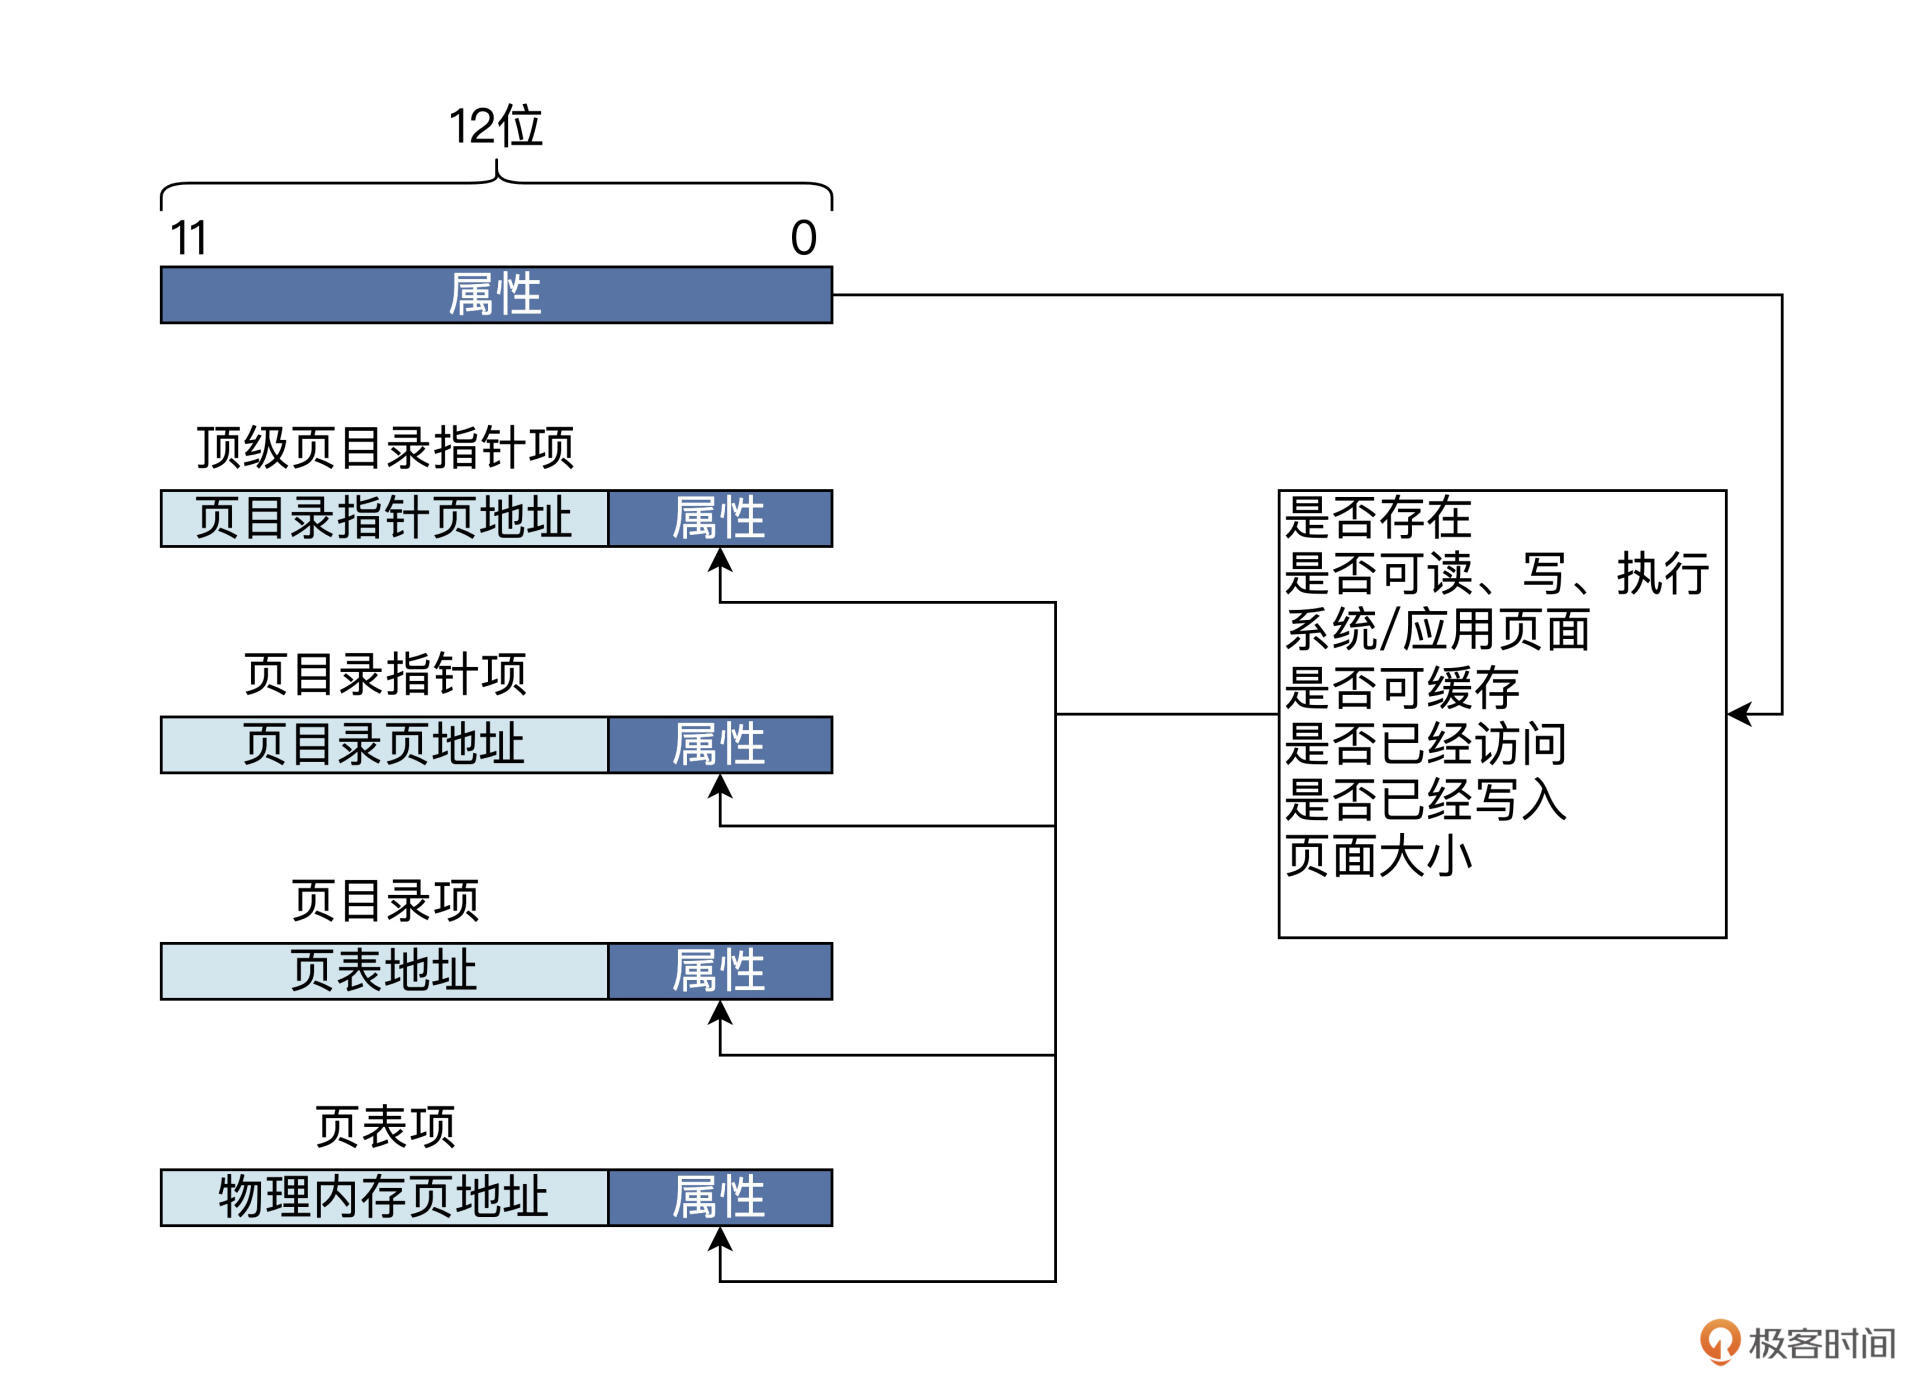 12位
11
0
属性
顶级页目录指针项
页目录指针页地址
属性
页目录指针项
页目录页地址
属性
页目录项
页表地址
属性
页表项
物理内存页地址
属性
是否存在
是否可读、写、执行
系统/应用页面
是否可缓存
是否已经访问
是否已经写入
页面大小
极客时间